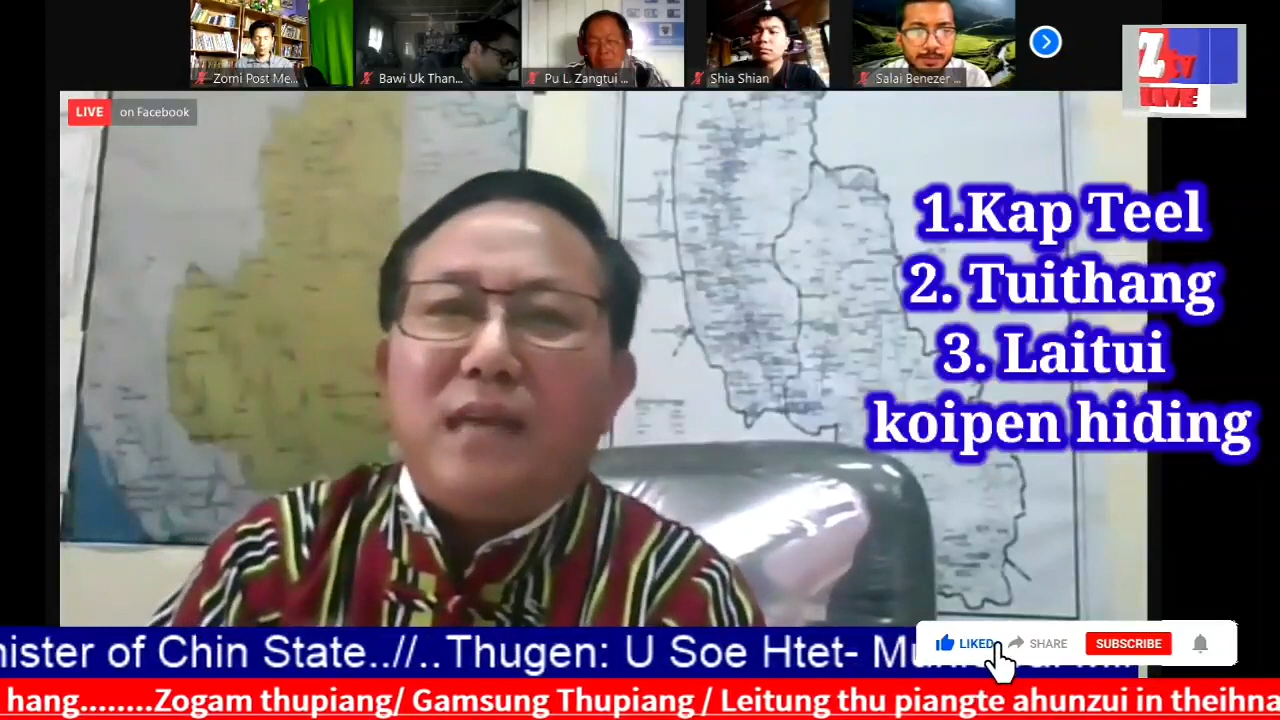 Zomi Post Me...
Bawi Uk Than...
Pu L. Zangtui ...
Shia Shian
Salai Benezer ...
Z TV
LIVE
LIVE on Facebook
1.Kap Teel
2. Tuithang
3. Laitui
koipen hiding
LIKED SHARE SUBSCRIBE
nister of Chin State..//..Thugen: U Soe Htet-
hang........Zogam thupiang/ Gamsung Thupiang / Leitung thu piangte ahunzui in theihna